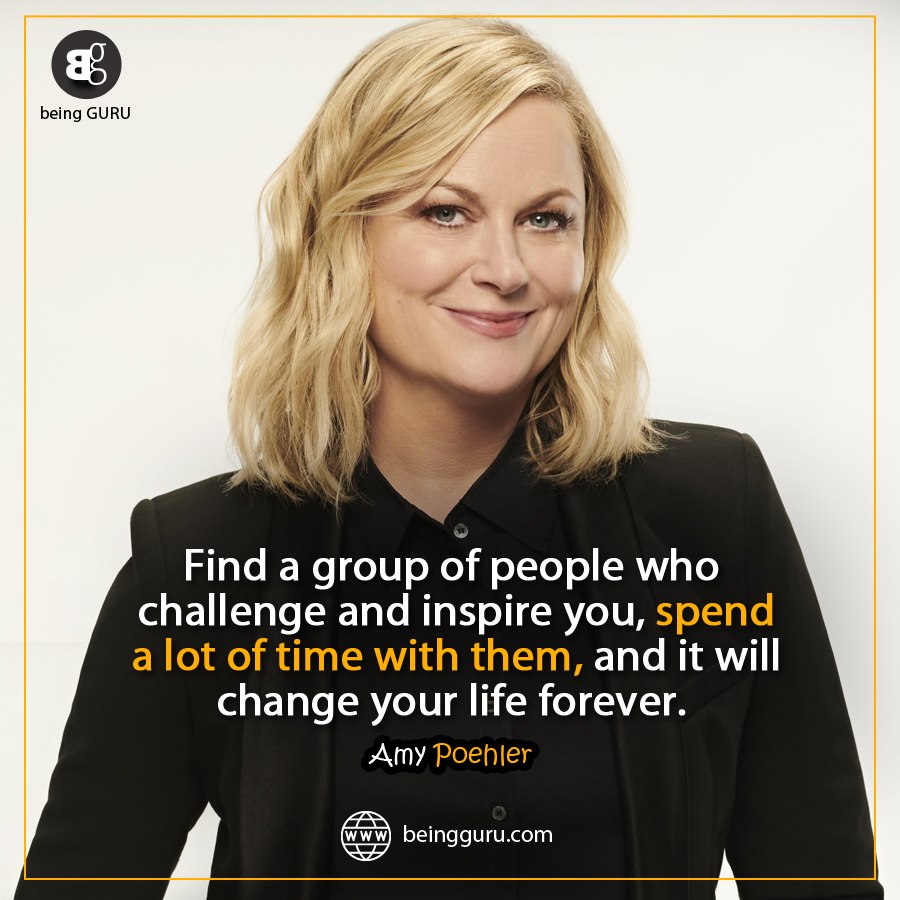 Bg
being GURU
Find a group of people who
challenge and inspire you, spend
a lot of time with them, and it will
change your life forever.
Amy Poehler
www
beingguru.com